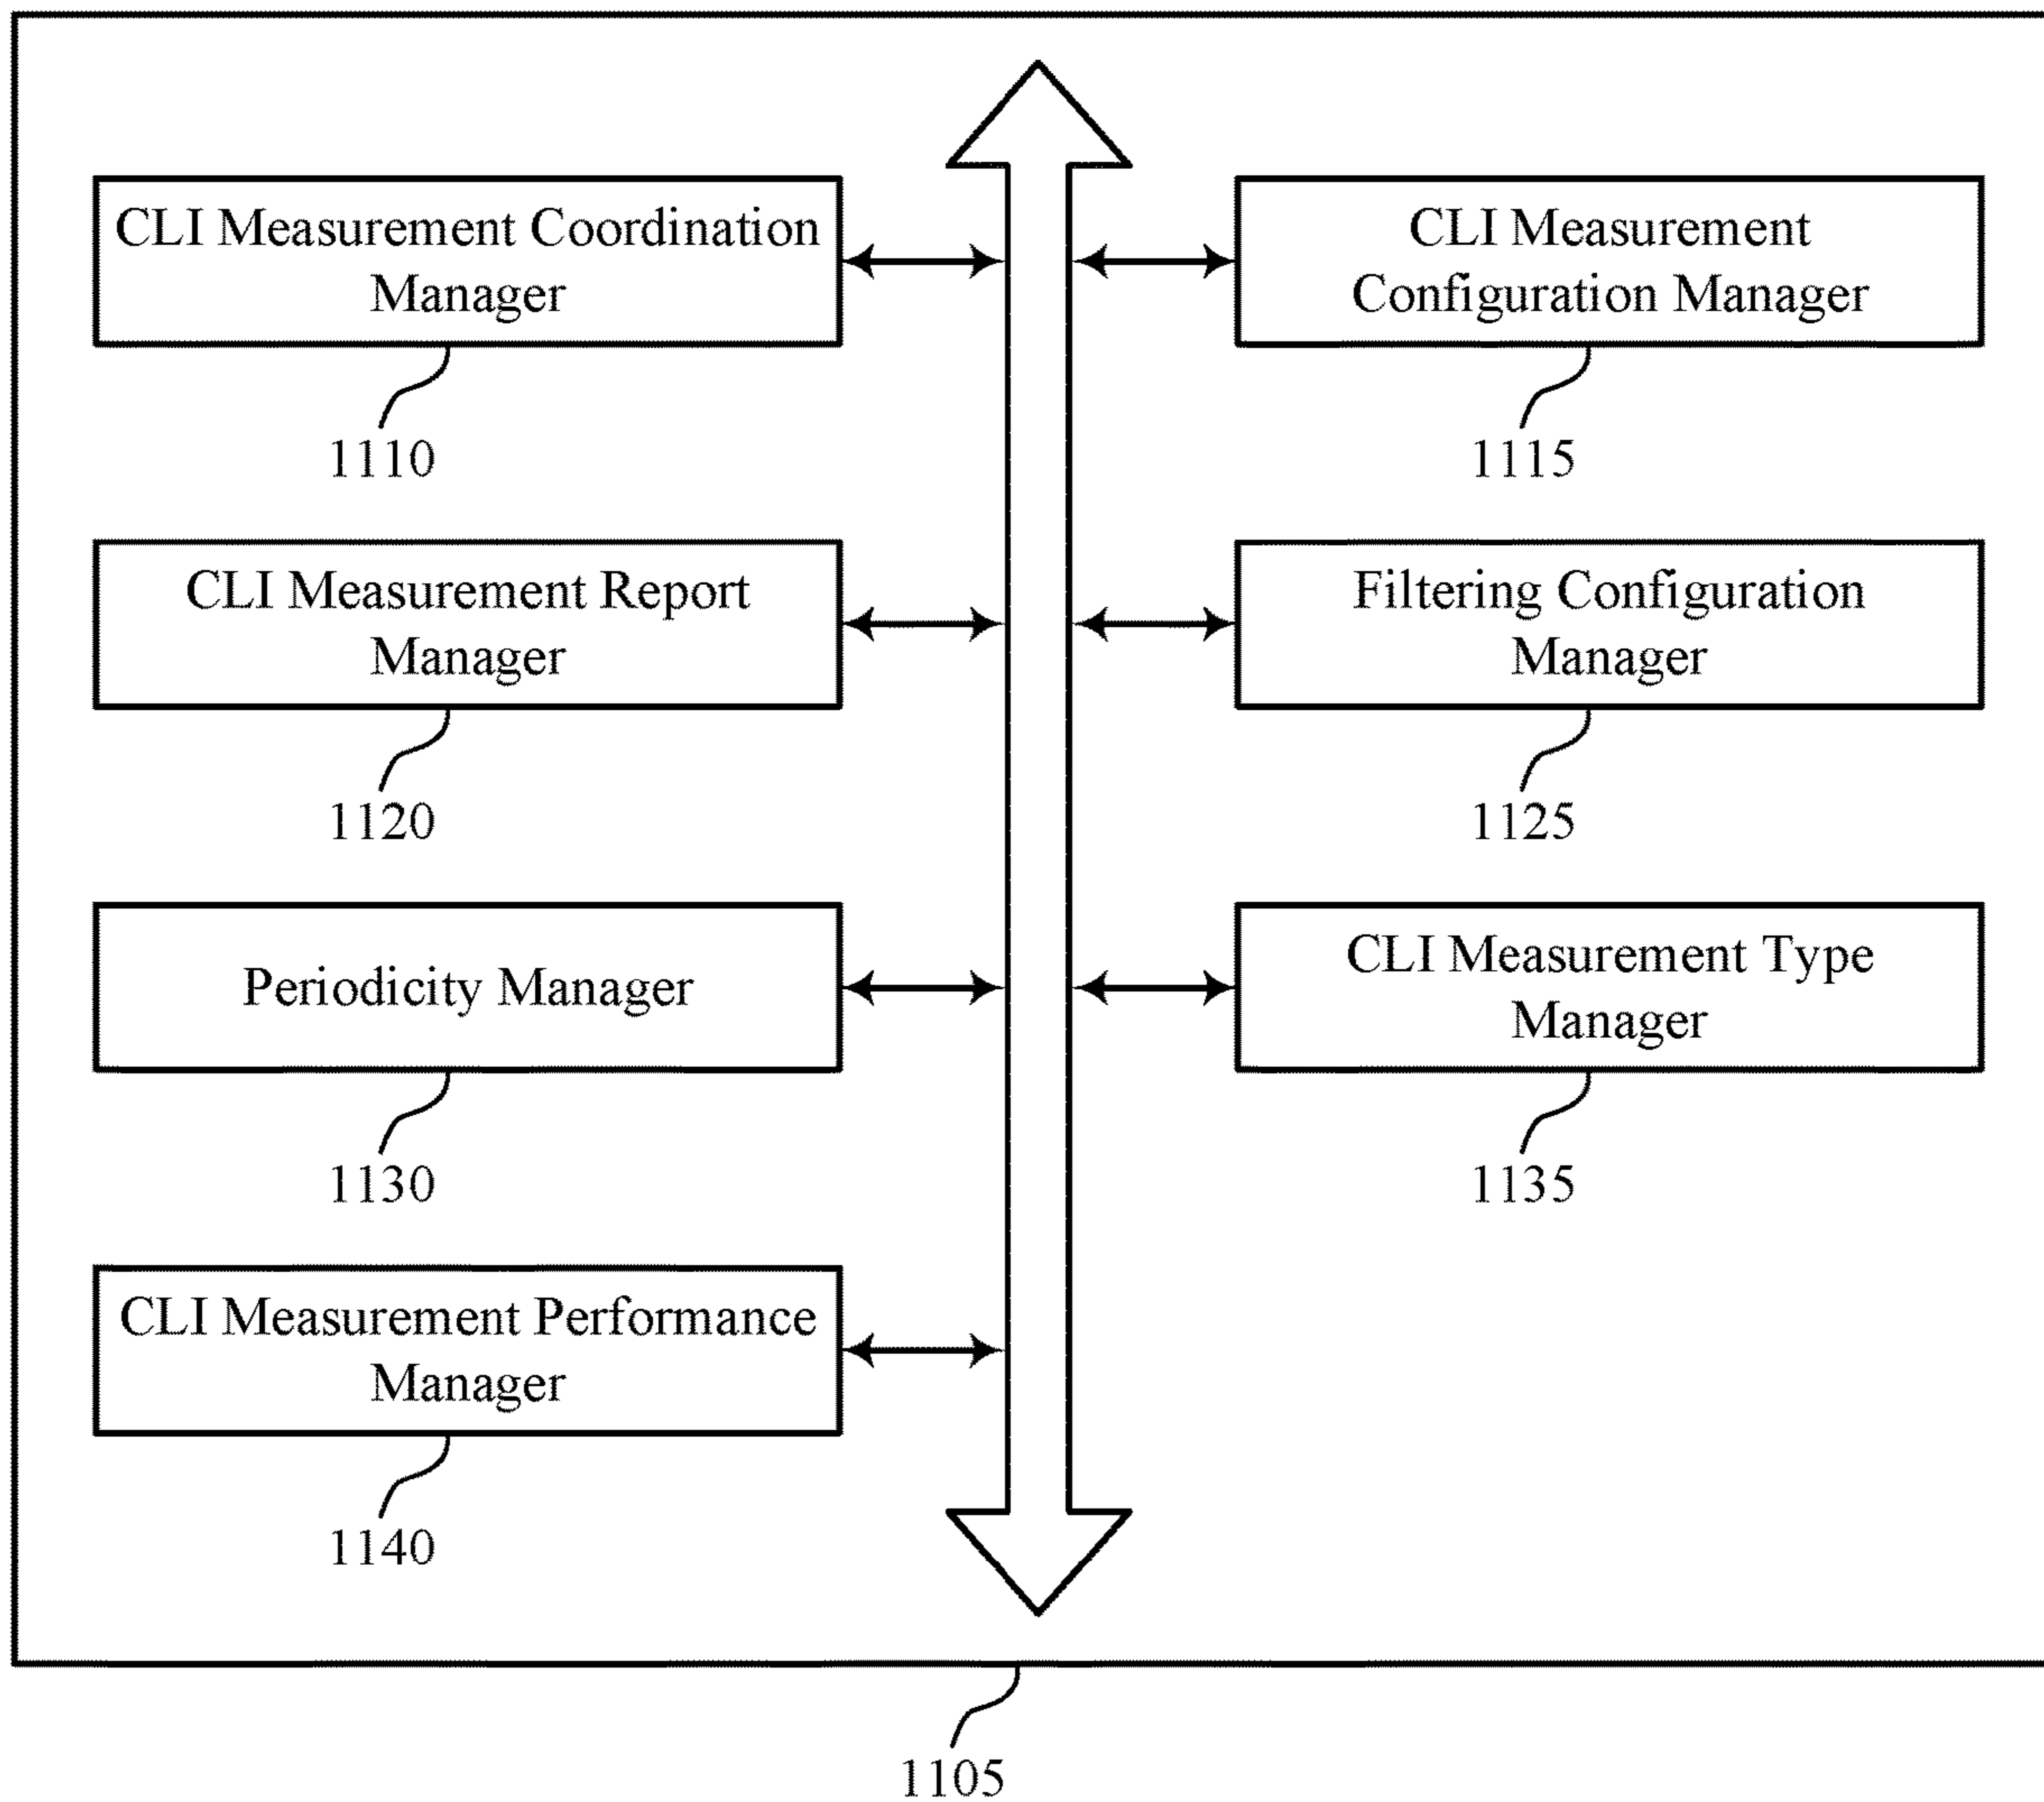 CLI Measurement Coordination
Manager
1110
CLI Measurement
Configuration Manager
1115
CLI Measurement Report
Manager
1120
Filtering Configuration
Manager
1125
Periodicity Manager
1130
CLI Measurement Type
Manager
1135
CLI Measurement Performance
Manager
1140
1105